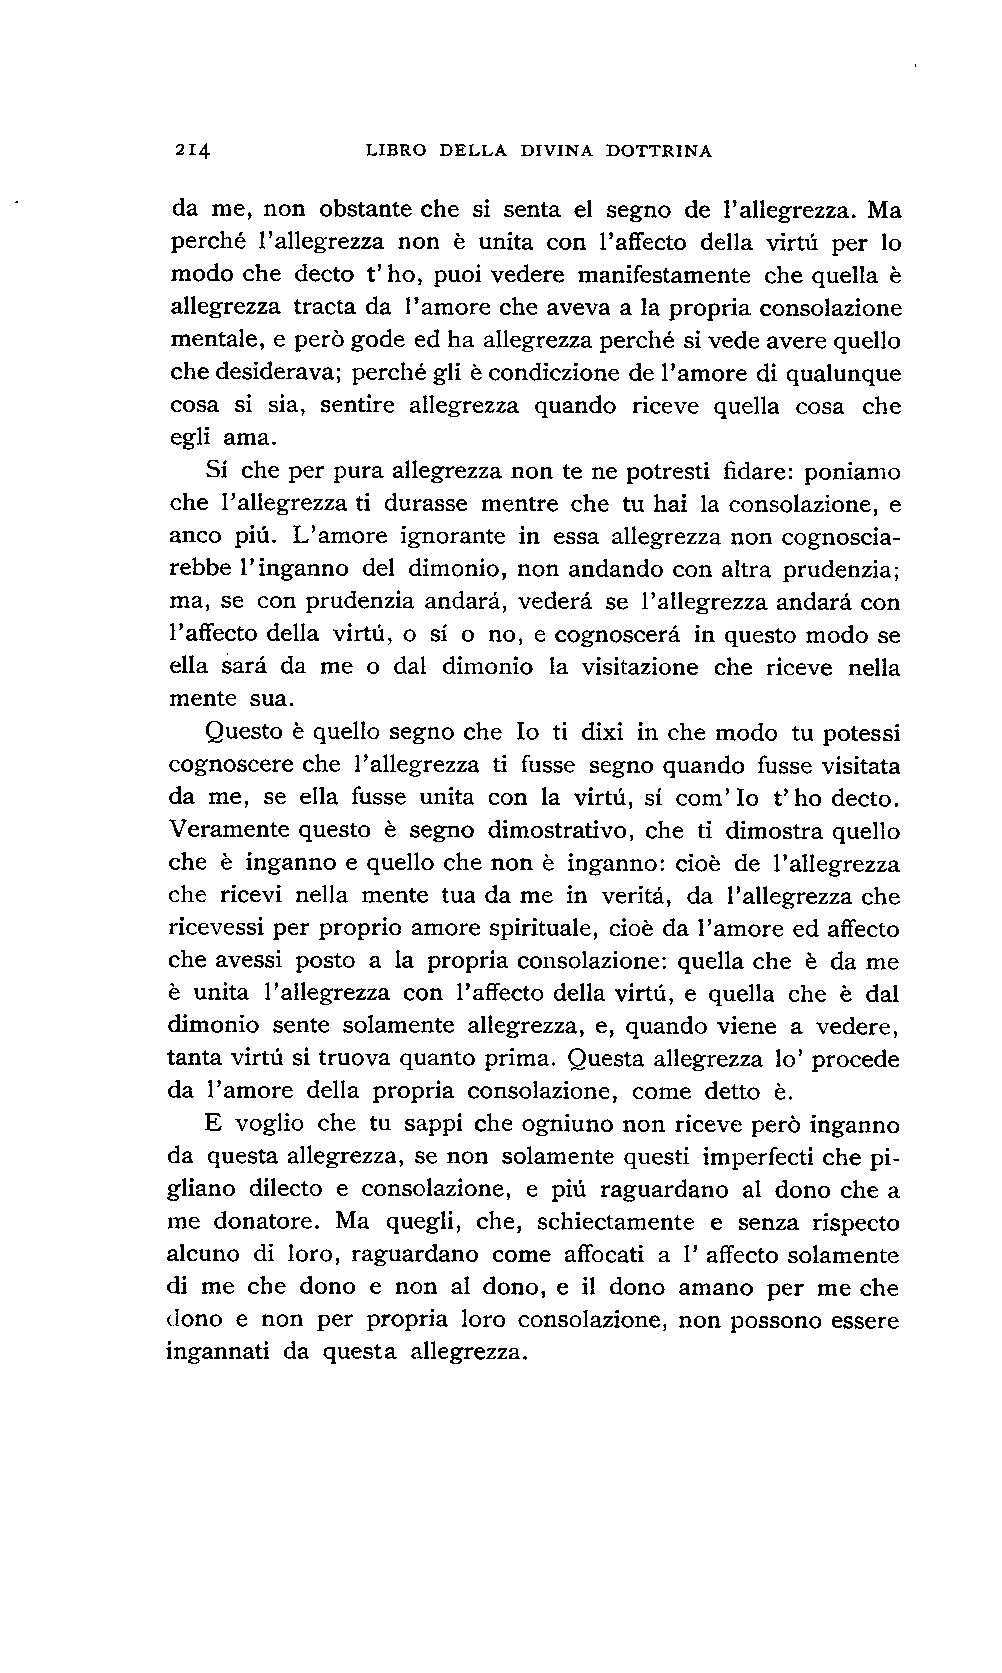 214 LIBRO DELLA DIVINA DOTTRINA
da me, non obstante che si senta el segno de l'allegrezza. Ma
perché l'allegrezza non è unita con l'affecto della virtú per lo
modo che decto t'ho, puoi vedere manifestamente che quella è
allegrezza tracta da l'amore che aveva a la propria consolazione
mentale, e però gode ed ha allegrezza perché si vede avere quello
che desiderava; perché gli è condiczione de l'amore di qualunque
cosa si sia, sentire allegrezza quando riceve quella cosa che
egli ama.
Sí che per pura allegrezza non te ne potresti fidare: poniamo
che l'allegrezza ti durasse mentre che tu hai la consolazione, e
anco piú. L'amore ignorante in essa allegrezza non cognoscia-
rebbe l'inganno del dimonio, non andando con altra prudenzia;
ma, se con prudenzia andará, vederá se l'allegrezza andará con
l'affecto della virtú, o sí o no, e cognoscerá in questo modo se
ella sará da me o dal dimonio la visitazione che riceve nella
mente sua.
Questo è quello segno che Io ti dixi in che modo tu potessi
cognoscere che l'allegrezza ti fusse segno quando fusse visitata
da me, se ella fusse unita con la virtú, sí com'Io t'ho decto.
Veramente questo è segno dimostrativo, che ti dimostra quello
che è inganno e quello che non è inganno: cioè de l'allegrezza
che ricevi nella mente tua da me in veritá, da l'allegrezza che
ricevessi per proprio amore spirituale, cioè da l'amore ed affecto
che avessi posto a la propria consolazione: quella che è da me
è unita l'allegrezza con l'affecto della virtú, e quella che è dal
dimonio sente solamente allegrezza, e, quando viene a vedere,
tanta virtú si truova quanto prima. Questa allegrezza lo' procede
da l'amore della propria consolazione, come detto è.
E voglio che tu sappi che ogniuno non riceve però inganno
da questa allegrezza, se non solamente questi imperfecti che pi-
gliano dilecto e consolazione, e piú raguardano al dono che a
me donatore. Ma quegli, che, schiectamente e senza rispecto
alcuno di loro, raguardano come affocati a l'affecto solamente
di me che dono e non al dono, e il dono amano per me che
dono e non per propria loro consolazione, non possono essere
ingannati da questa allegrezza.